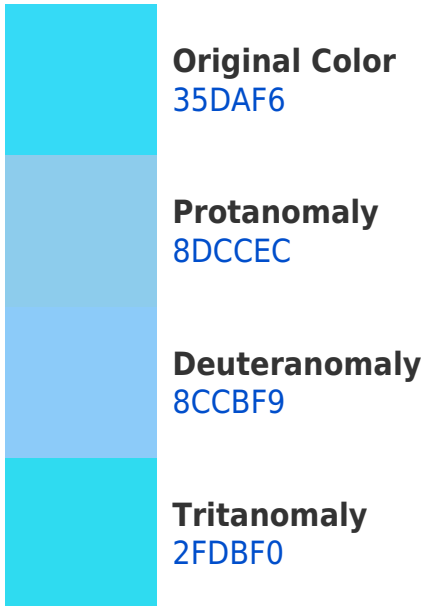 Original Color
35DAF6
Protanomaly
8DCCEC
Deuteranomaly
8CCBF9
Tritanomaly
2FDBF0